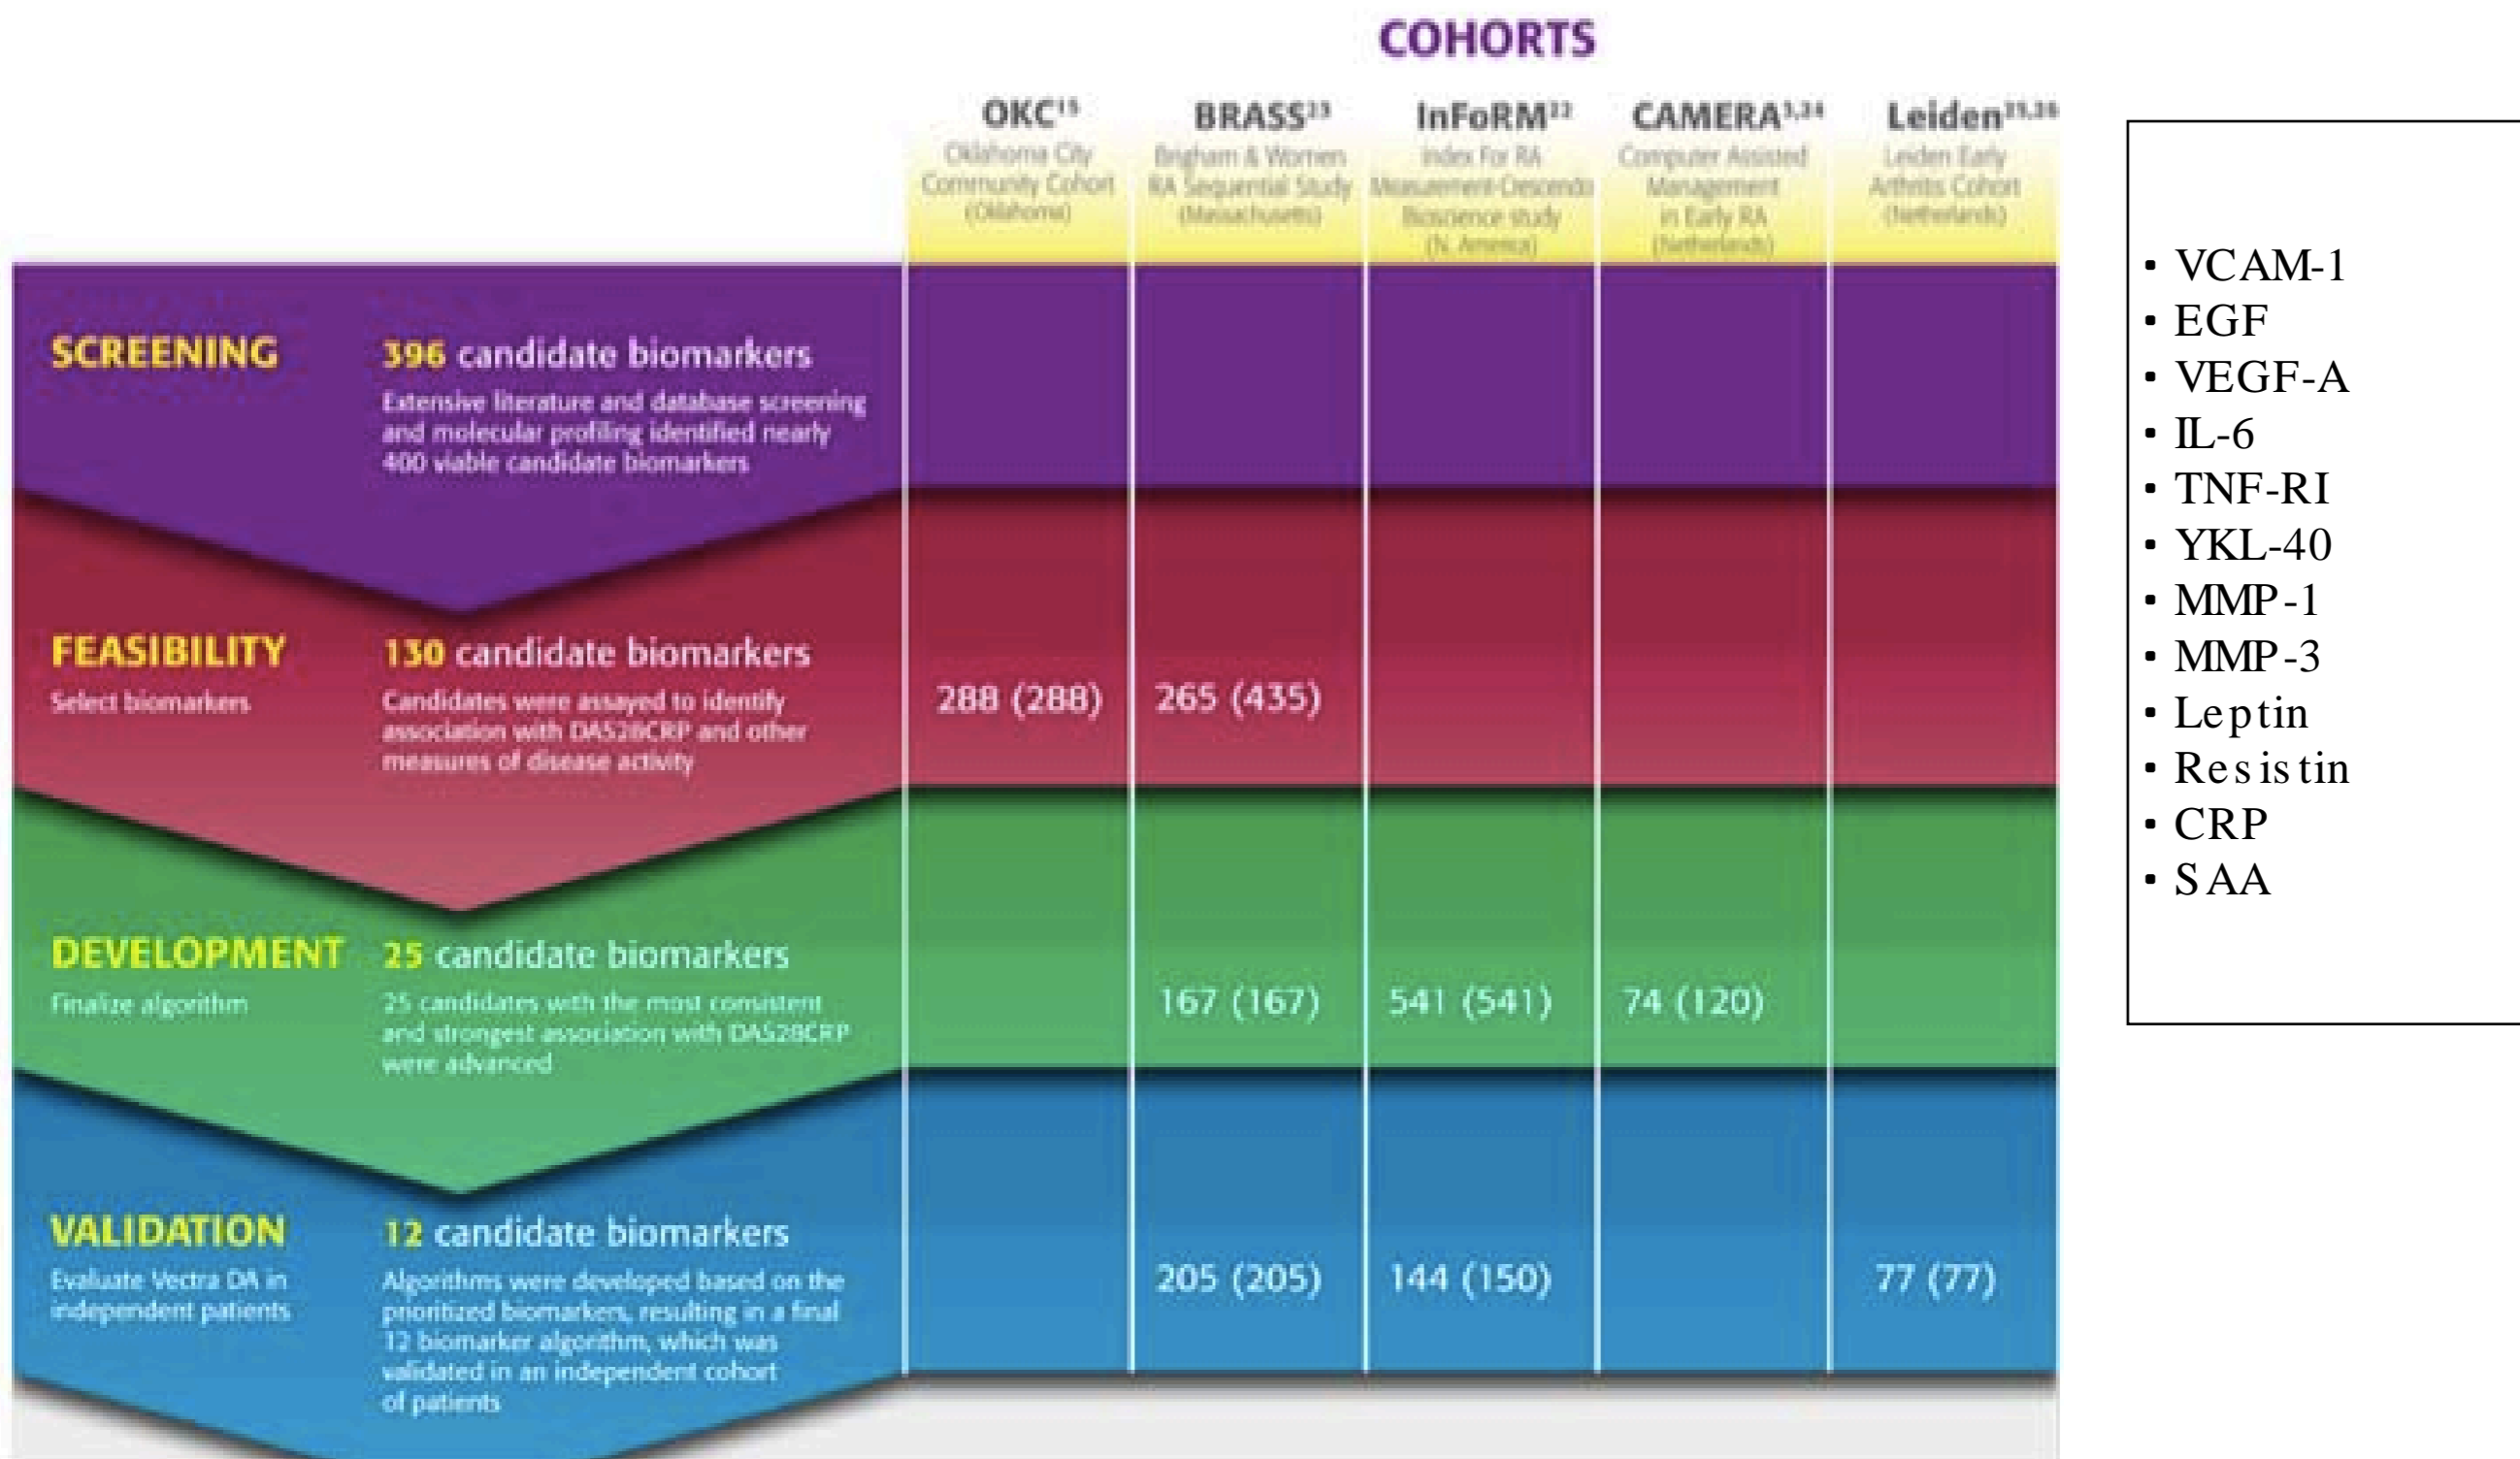 COHORTS
OKC¹⁵
Oklahoma City
Community Cohort
(Oklahoma)
BRASS²³
Brigham & Women
RA Sequential Study
(Massachusetts)
InFoRM²²
Index For RA
Measurement-Crescendo
Bioscience study
(N. America)
CAMERA³,²⁴
Computer Assisted
Management
in Early RA
(Netherlands)
Leiden²⁵,²⁶
Leiden Early
Arthritis Cohort
(Netherlands)
SCREENING
396 candidate biomarkers
Extensive literature and database screening
and molecular profiling identified nearly
400 viable candidate biomarkers
FEASIBILITY
Select biomarkers
130 candidate biomarkers
Candidates were assayed to identify
association with DAS28CRP and other
measures of disease activity
288 (288)
265 (435)
DEVELOPMENT
Finalize algorithm
25 candidate biomarkers
25 candidates with the most consistent
and strongest association with DAS28CRP
were advanced
167 (167)
541 (541)
74 (120)
VALIDATION
Evaluate Vectra DA in
independent patients
12 candidate biomarkers
Algorithms were developed based on the
prioritized biomarkers, resulting in a final
12 biomarker algorithm, which was
validated in an independent cohort
of patients
205 (205)
144 (150)
77 (77)
▪ VCAM-1
▪ EGF
▪ VEGF-A
▪ IL-6
▪ TNF-RI
▪ YKL-40
▪ MMP-1
▪ MMP-3
▪ Leptin
▪ Resistin
▪ CRP
▪ SAA